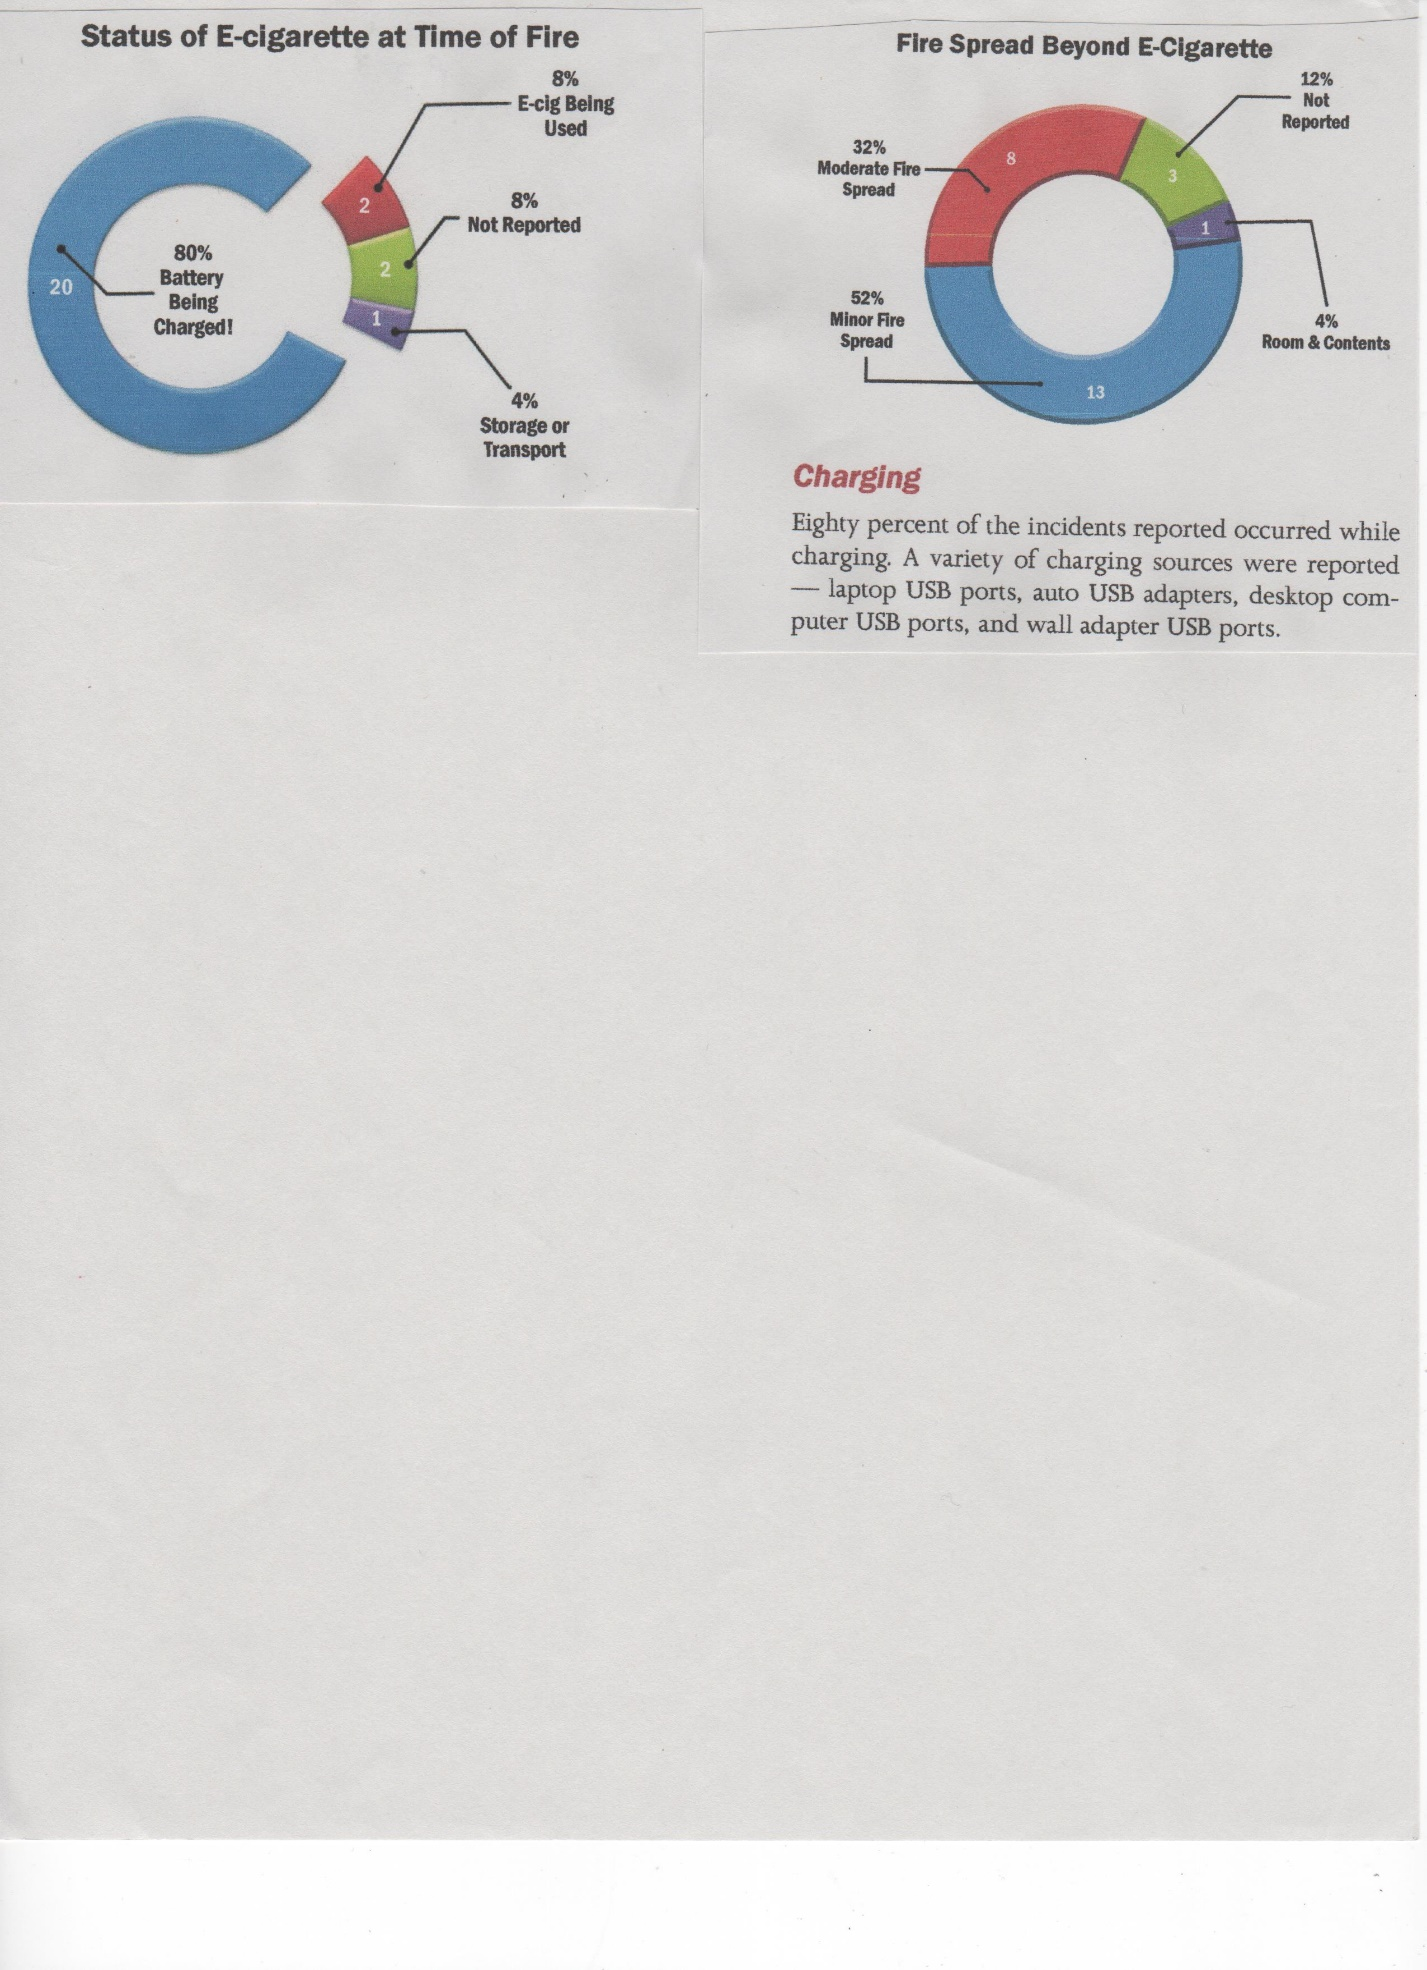 Status of E-cigarette at Time of Fire
8%
E-cig Being
Used
2
8%
Not Reported
2
80%
Battery
Being
Charged!
20
1
4%
Storage or
Transport
Fire Spread Beyond E-Cigarette
12%
Not
Reported
3
32%
Moderate Fire
Spread
8
1
52%
Minor Fire
Spread
4%
Room & Contents
13
Charging
Eighty percent of the incidents reported occurred while
charging. A variety of charging sources were reported
— laptop USB ports, auto USB adapters, desktop com-
puter USB ports, and wall adapter USB ports.